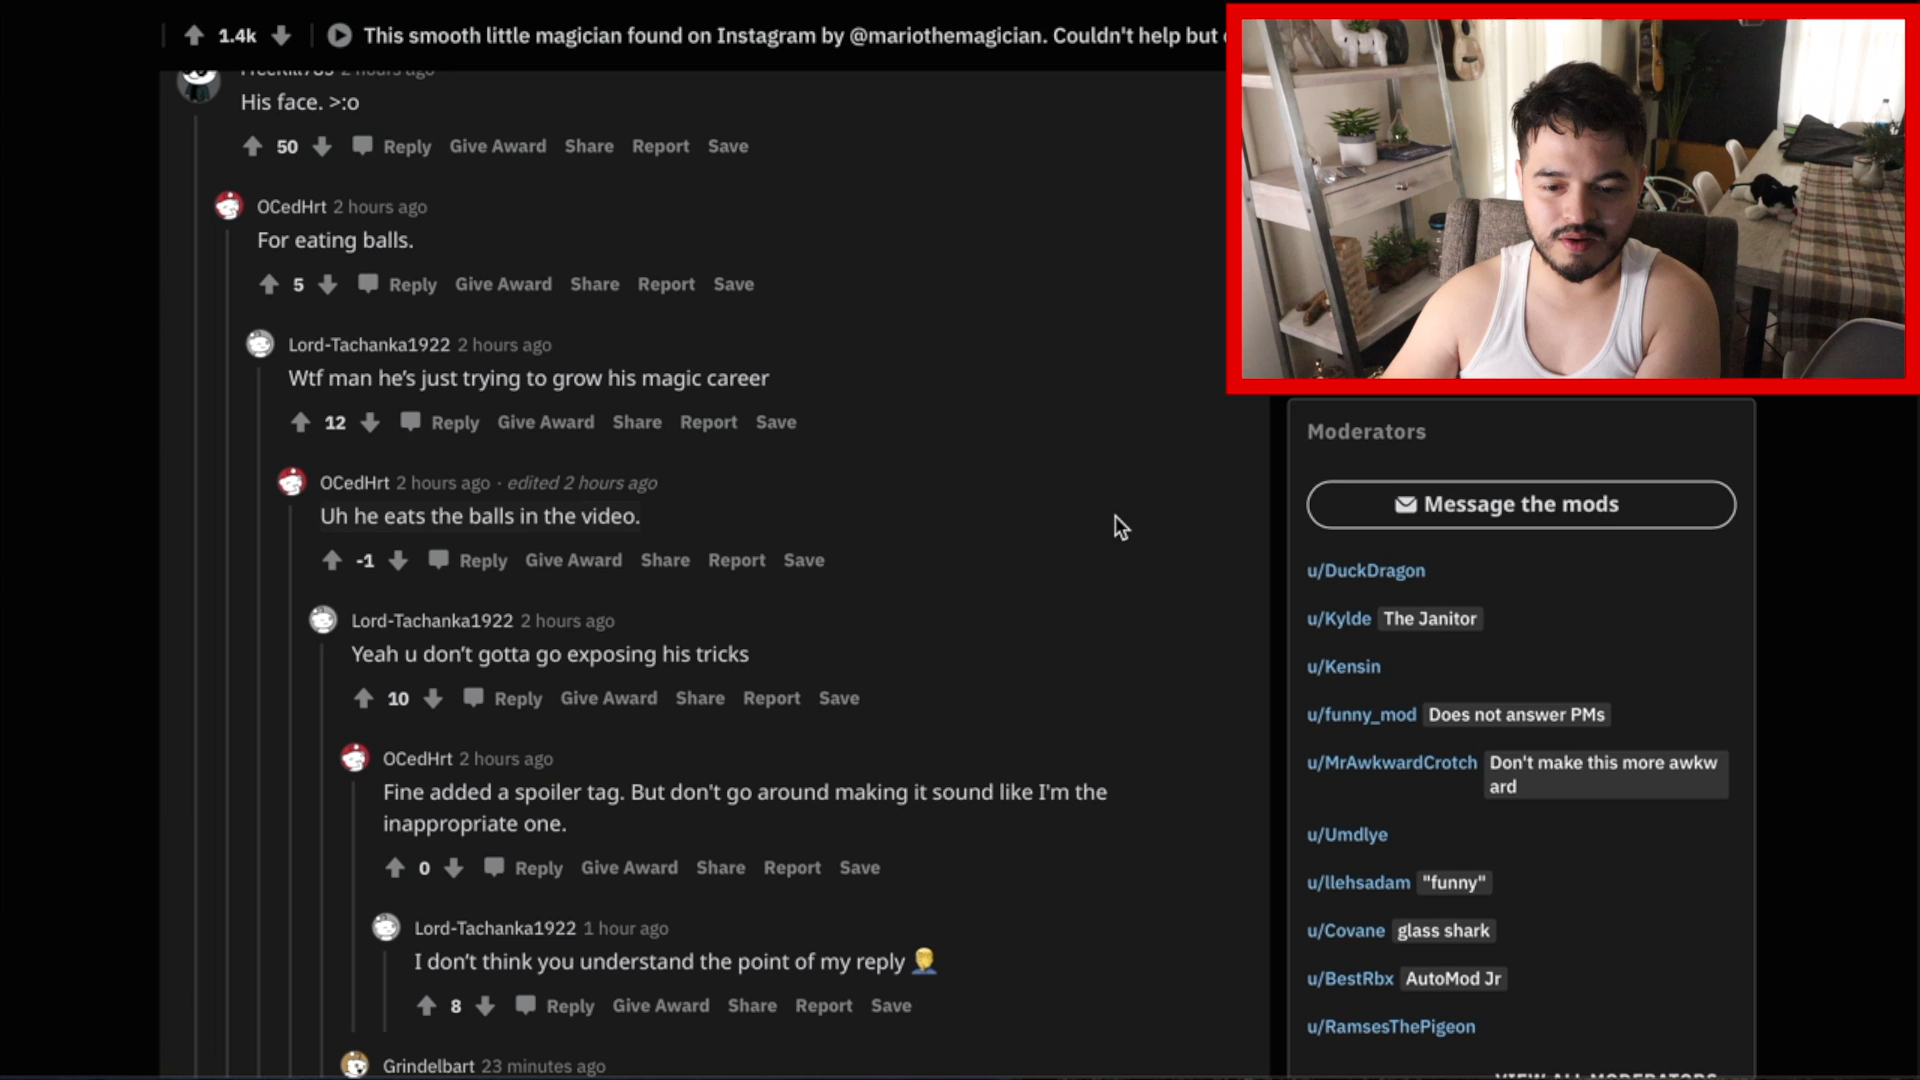 1.4k
This smooth little magician found on Instagram by @mariothemagician. Couldn't help but
2 hours ago
His face. >:o
50 Reply Give Award Share Report Save
OCedHrt 2 hours ago
For eating balls.
5 Reply Give Award Share Report Save
Lord-Tachanka1922 2 hours ago
Wtf man he's just trying to grow his magic career
12 Reply Give Award Share Report Save
OCedHrt 2 hours ago · edited 2 hours ago
Uh he eats the balls in the video.
-1 Reply Give Award Share Report Save
Lord-Tachanka1922 2 hours ago
Yeah u don't gotta go exposing his tricks
10 Reply Give Award Share Report Save
OCedHrt 2 hours ago
Fine added a spoiler tag. But don't go around making it sound like I'm the
inappropriate one.
0 Reply Give Award Share Report Save
Lord-Tachanka1922 1 hour ago
I don't think you understand the point of my reply 🤦‍♂️
8 Reply Give Award Share Report Save
Grindelbart 23 minutes ago
Moderators
Message the mods
u/DuckDragon
u/Kylde The Janitor
u/Kensin
u/funny_mod Does not answer PMs
u/MrAwkwardCrotch Don't make this more awkw
ard
u/Umdlye
u/llehsadam "funny"
u/Covane glass shark
u/BestRbx AutoMod Jr
u/RamsesThePigeon
VIEW ALL MODERATORS